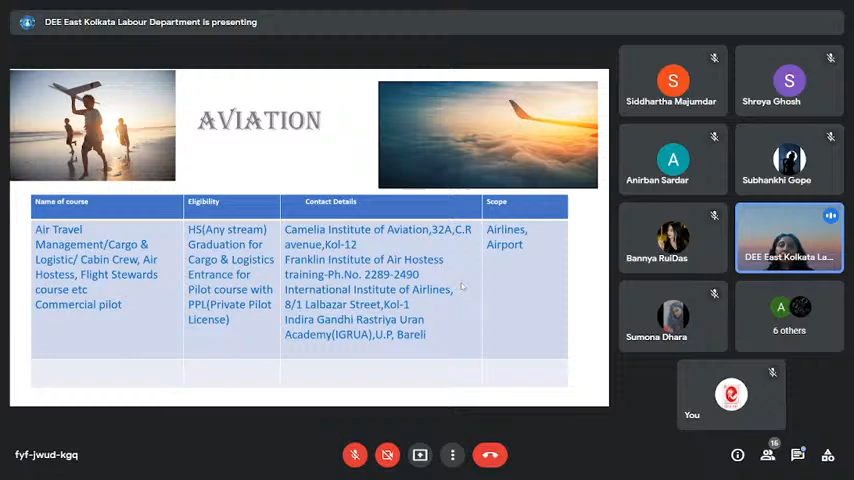 DEE East Kolkata Labour Department is presenting
AVIATION
Name of course
Eligibility
Contact Details
Scope
Air Travel
Management/Cargo &
Logistic/ Cabin Crew, Air
Hostess, Flight Stewards
course etc
Commercial pilot
HS(Any stream)
Graduation for
Cargo & Logistics
Entrance for
Pilot course with
PPL(Private Pilot
License)
Camelia Institute of Aviation,32A,C.R
avenue,Kol-12
Franklin Institute of Air Hostess
training-Ph.No. 2289-2490
International Institute of Airlines,
8/1 Lalbazar Street,Kol-1
Indira Gandhi Rastriya Uran
Academy(IGRUA),U.P, Bareli
Airlines,
Airport
S
Siddhartha Majumdar
S
Shreya Ghosh
A
Anirban Sardar
Subhankhi Gope
Bannya RuiDas
DEE East Kolkata La...
Sumona Dhara
A
6 others
You
fyf-jwud-kgq
16